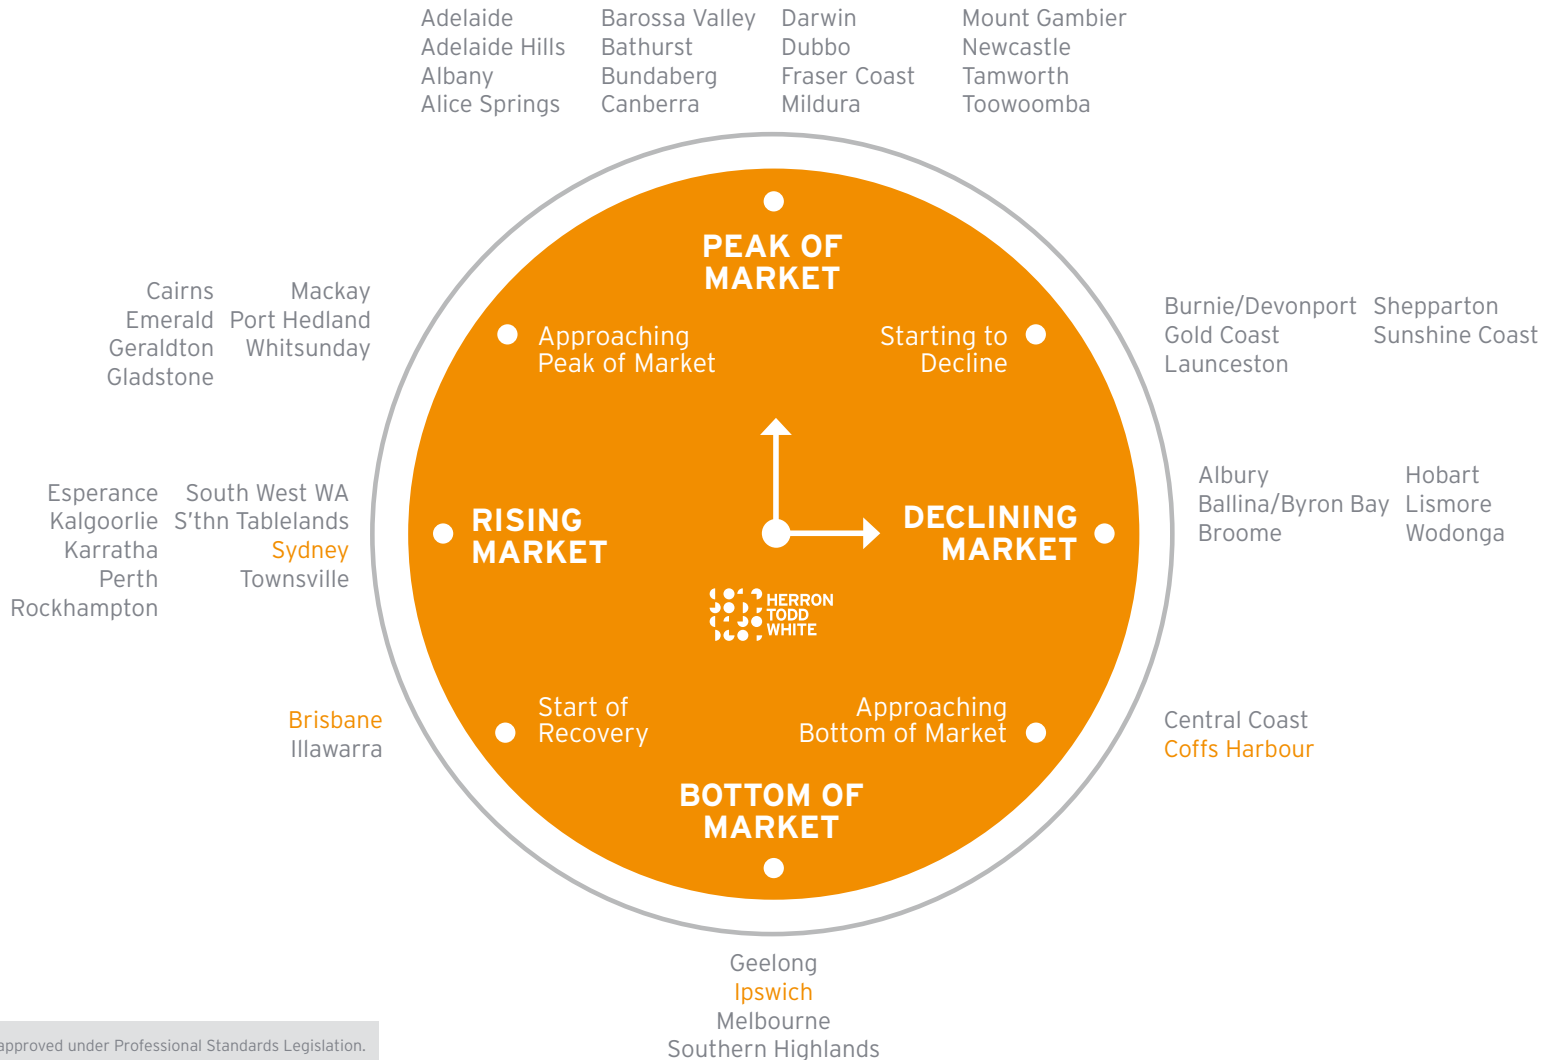 Adelaide Barossa Valley Darwin Mount Gambier
Adelaide Hills Bathurst Dubbo Newcastle
Albany Bundaberg Fraser Coast Tamworth
Alice Springs Canberra Mildura Toowoomba
PEAK OF
MARKET
Cairns Mackay
Emerald Port Hedland
Geraldton Whitsunday
Gladstone
Approaching
Peak of Market
Starting to
Decline
Burnie/Devonport Shepparton
Gold Coast Sunshine Coast
Launceston
Esperance South West WA
Kalgoorlie S'thn Tablelands
Karratha Sydney
Perth Townsville
Rockhampton
RISING
MARKET
DECLINING
MARKET
Albury Hobart
Ballina/Byron Bay Lismore
Broome Wodonga
HERRON
TODD
WHITE
Brisbane
Illawarra
Start of
Recovery
Approaching
Bottom of Market
Central Coast
Coffs Harbour
BOTTOM OF
MARKET
Geelong
Ipswich
Melbourne
Southern Highlands
approved under Professional Standards Legislation.